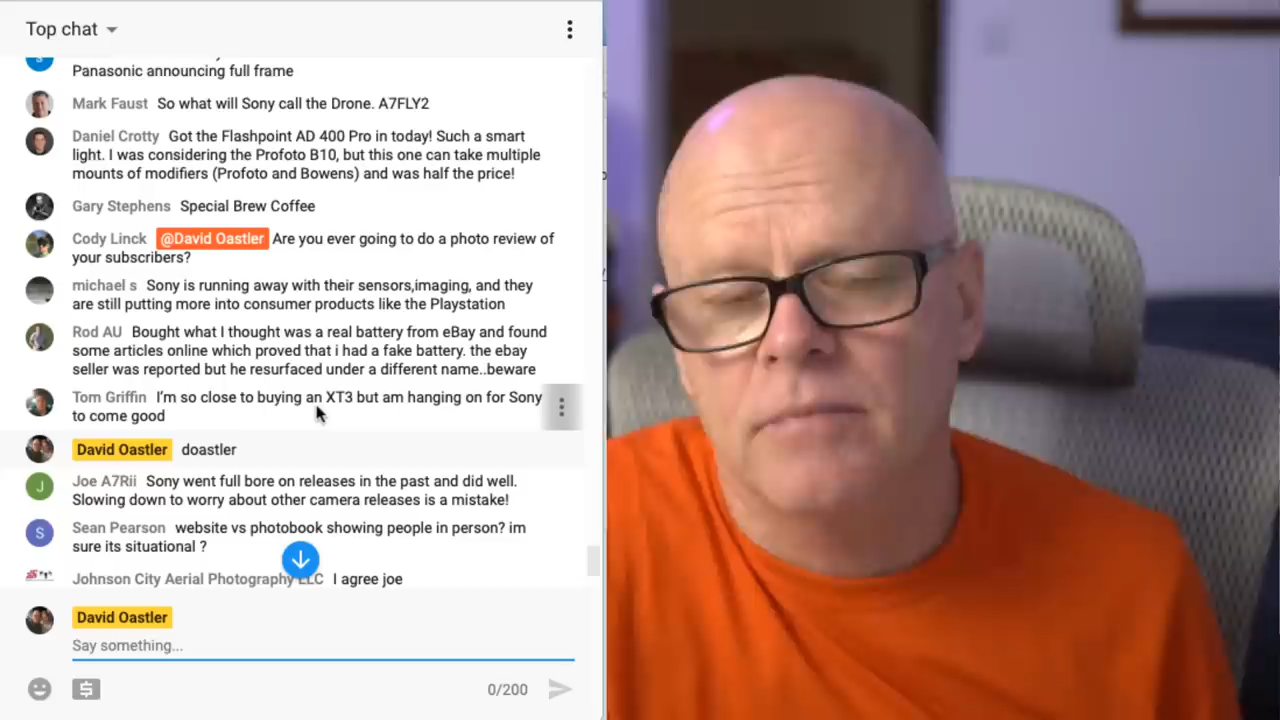 Top chat
Panasonic announcing full frame
Mark Faust So what will Sony call the Drone. A7FLY2
Daniel Crotty Got the Flashpoint AD 400 Pro in today! Such a smart
light. I was considering the Profoto B10, but this one can take multiple
mounts of modifiers (Profoto and Bowens) and was half the price!
Gary Stephens Special Brew Coffee
Cody Linck @David Oastler Are you ever going to do a photo review of
your subscribers?
michael s Sony is running away with their sensors,imaging, and they
are still putting more into consumer products like the Playstation
Rod AU Bought what I thought was a real battery from eBay and found
some articles online which proved that i had a fake battery. the ebay
seller was reported but he resurfaced under a different name..beware
Tom Griffin I'm so close to buying an XT3 but am hanging on for Sony
to come good
David Oastler doastler
J Joe A7Rii Sony went full bore on releases in the past and did well.
Slowing down to worry about other camera releases is a mistake!
S Sean Pearson website vs photobook showing people in person? im
sure its situational ?
Johnson City Aerial Photography LLC I agree joe
David Oastler
Say something...
$ 0/200